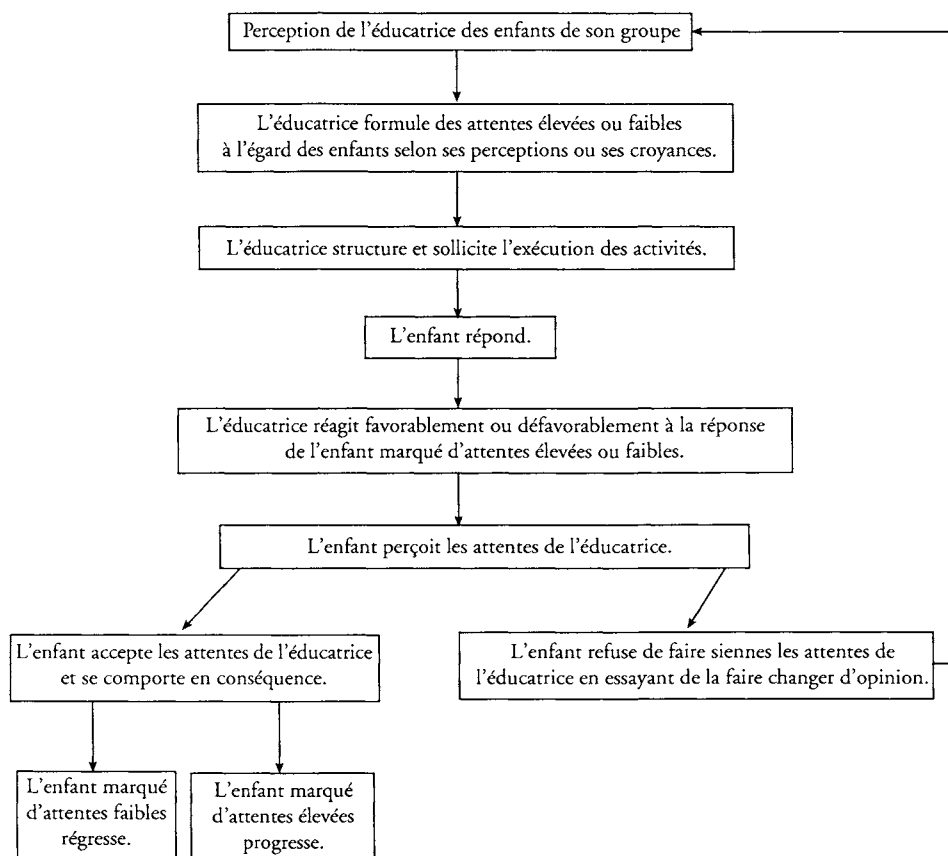 Perception de l'éducatrice des enfants de son groupe
L'éducatrice formule des attentes élevées ou faibles
à l'égard des enfants selon ses perceptions ou ses croyances.
L'éducatrice structure et sollicite l'exécution des activités.
L'enfant répond.
L'éducatrice réagit favorablement ou défavorablement à la réponse
de l'enfant marqué d'attentes élevées ou faibles.
L'enfant perçoit les attentes de l'éducatrice.
L'enfant accepte les attentes de l'éducatrice
et se comporte en conséquence.
L'enfant refuse de faire siennes les attentes de
l'éducatrice en essayant de la faire changer d'opinion.
L'enfant marqué
d'attentes faibles
régresse.
L'enfant marqué
d'attentes élevées
progresse.